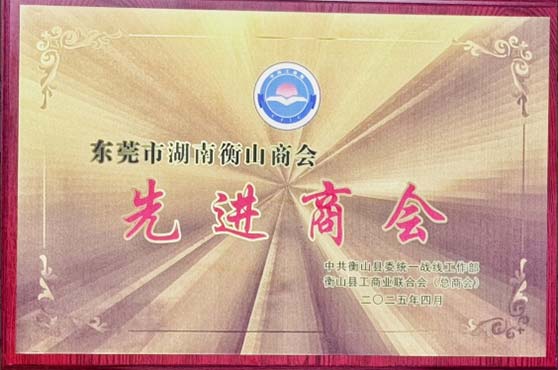 东莞市湖南衡山商会
先进商会
中共衡山县委统一战线工作部
衡山县工商业联合会（总商会）
二〇二五年四月